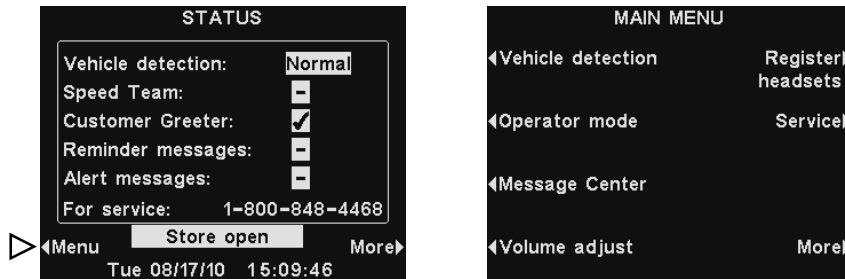 STATUS
Vehicle detection: Normal
Speed Team: -
Customer Greeter: ✓
Reminder messages: -
Alert messages: -
For service: 1-800-848-4468
Store open
Menu More
Tue 08/17/10 15:09:46
MAIN MENU
Vehicle detection Register
headsets
Operator mode Service
Message Center
Volume adjust More